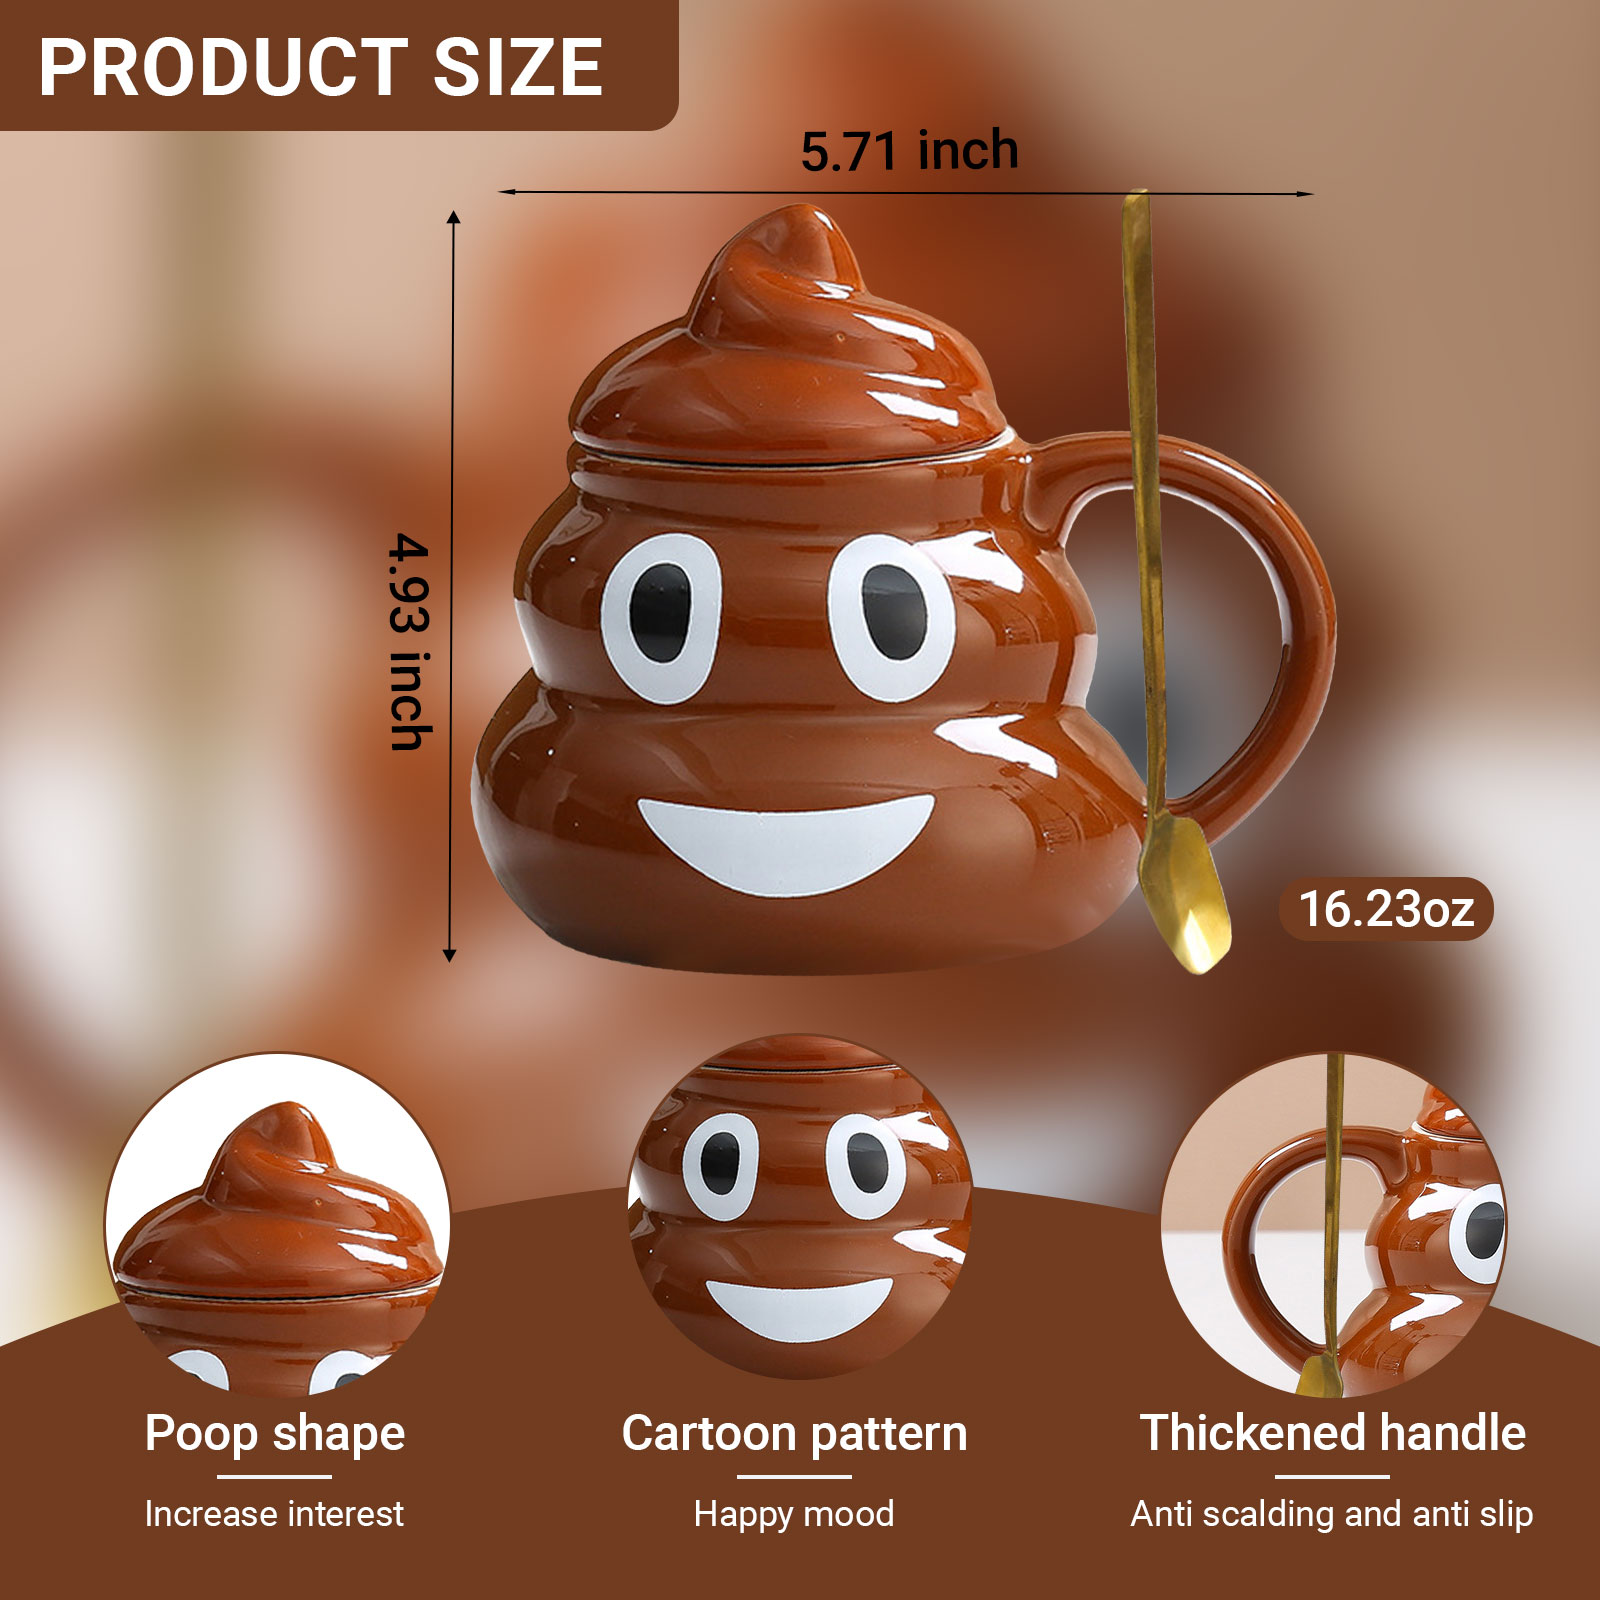 PRODUCT SIZE
5.71 inch
4.93 inch
16.23oz
Poop shape
Increase interest
Cartoon pattern
Happy mood
Thickened handle
Anti scalding and anti slip